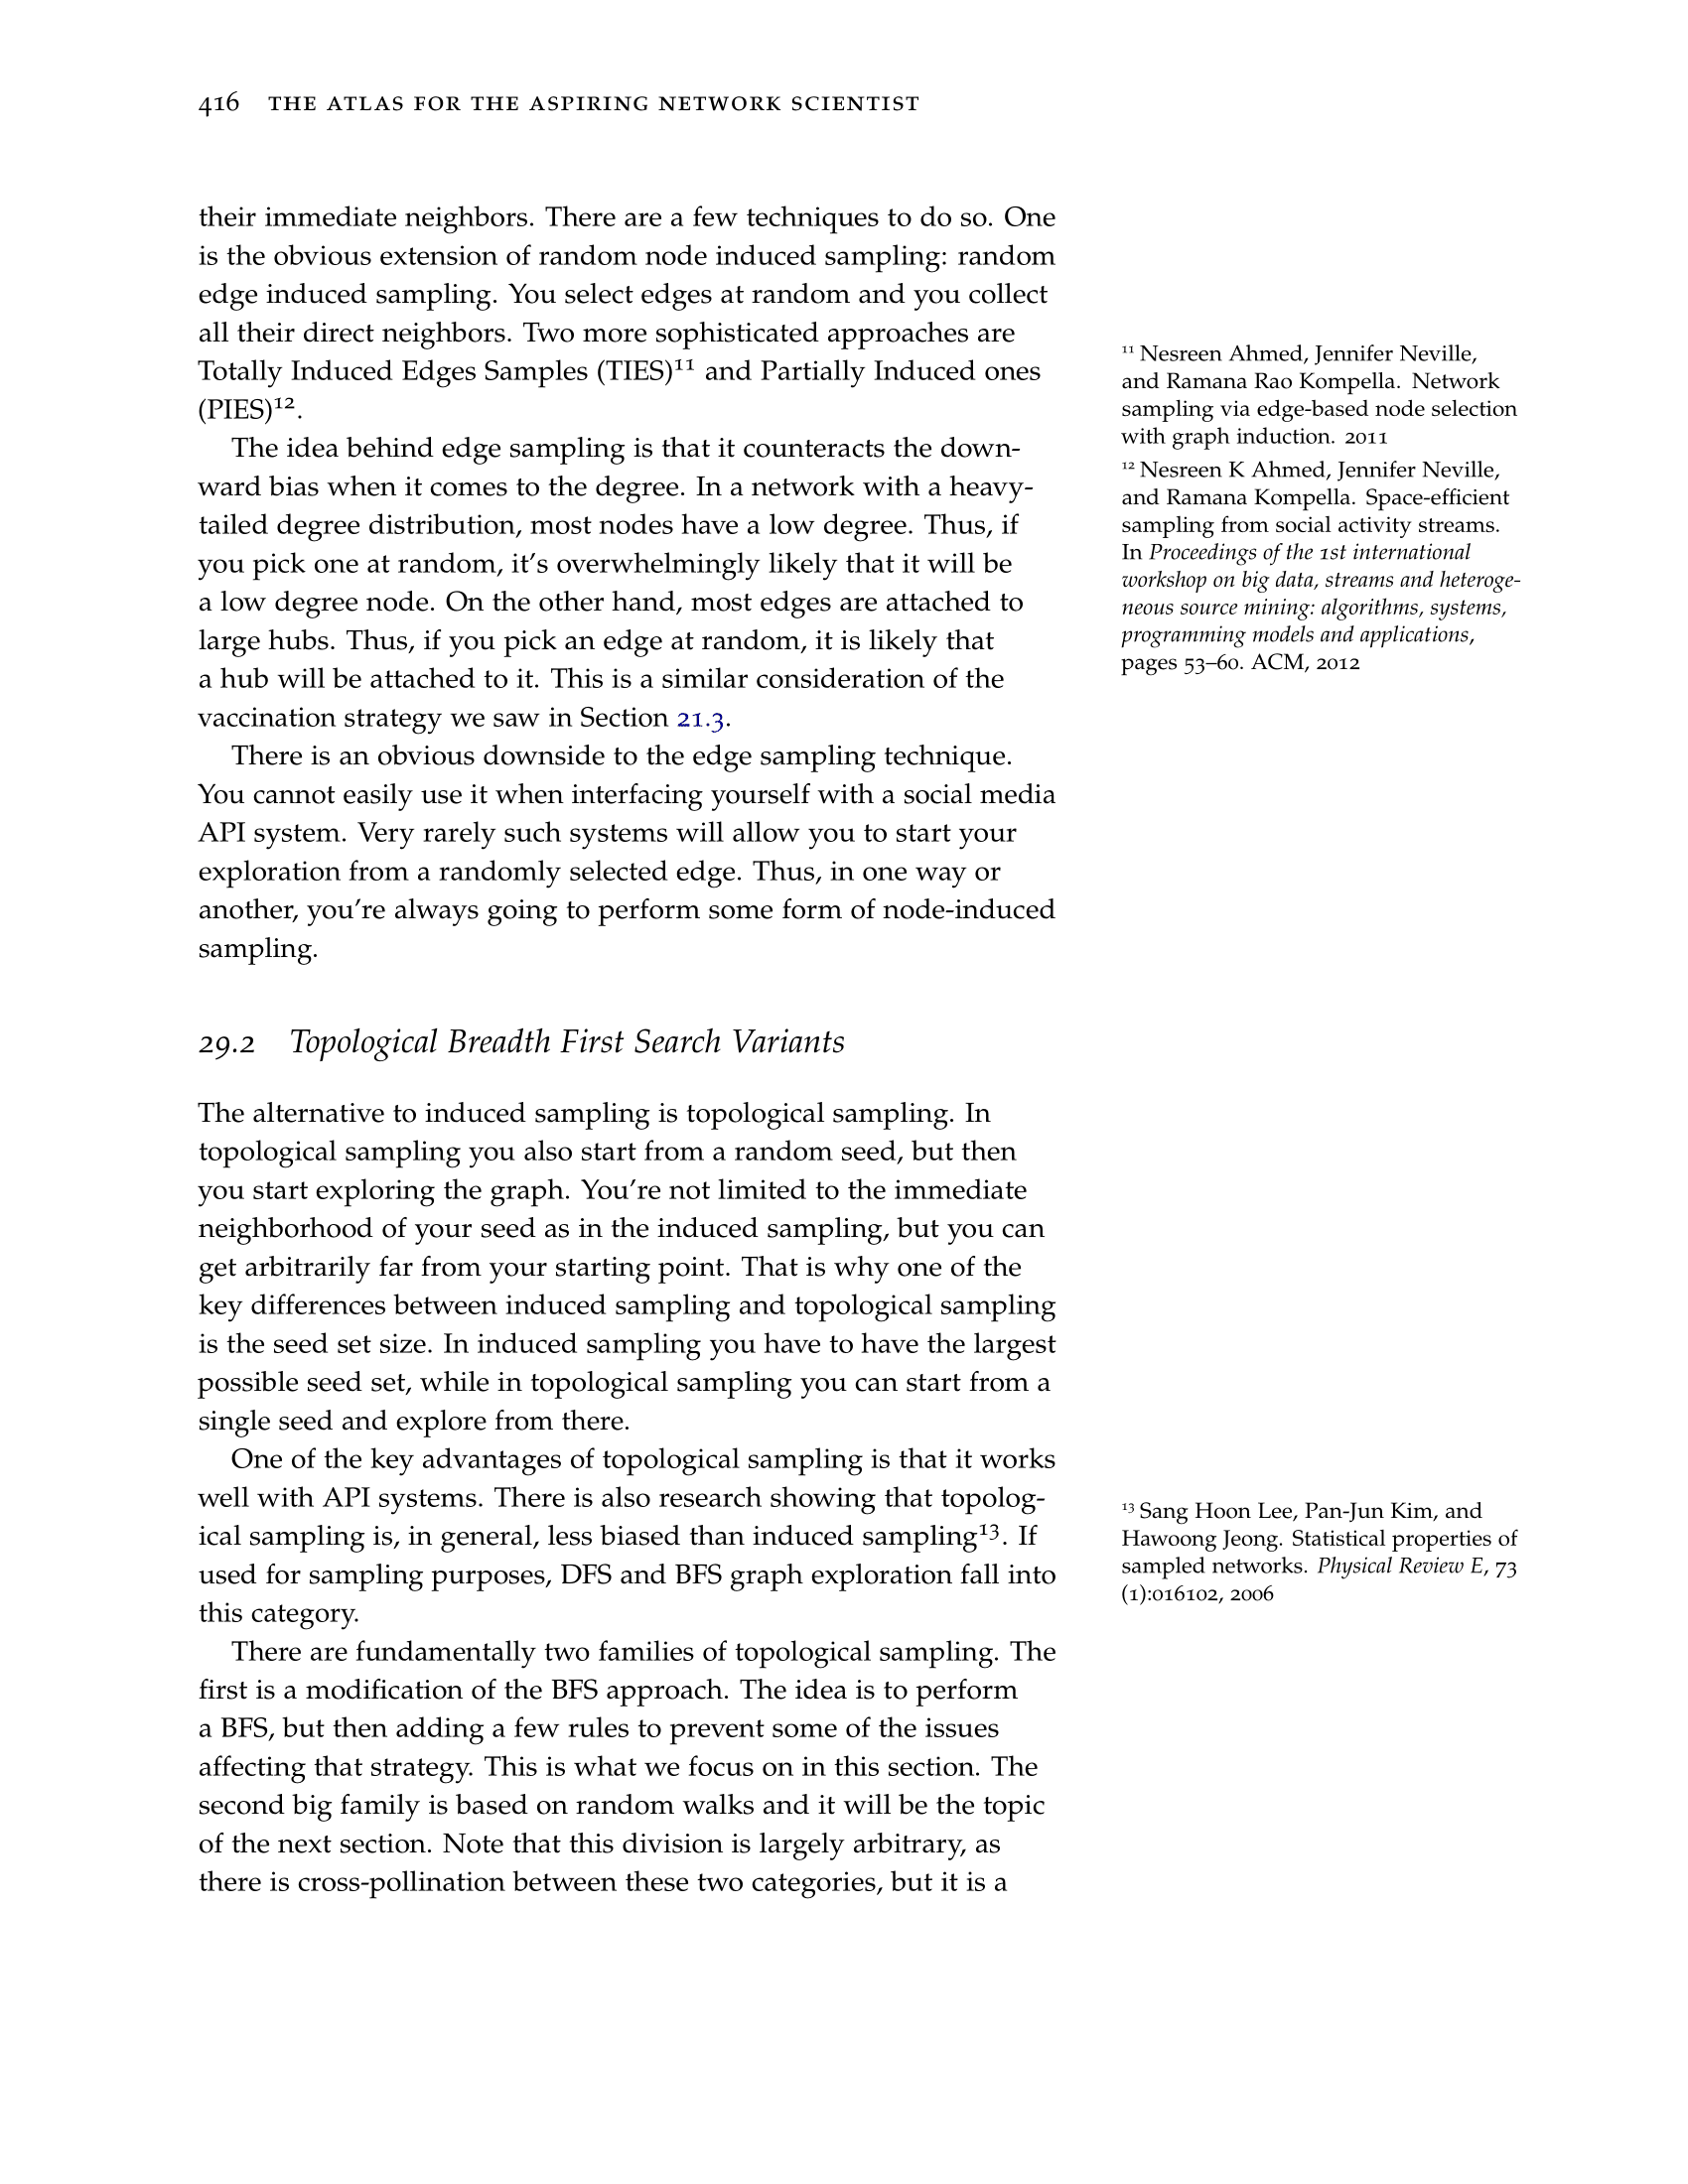 416 THE ATLAS FOR THE ASPIRING NETWORK SCIENTIST
their immediate neighbors. There are a few techniques to do so. One
is the obvious extension of random node induced sampling: random
edge induced sampling. You select edges at random and you collect
all their direct neighbors. Two more sophisticated approaches are
Totally Induced Edges Samples (TIES)¹¹ and Partially Induced ones
(PIES)¹².
The idea behind edge sampling is that it counteracts the down-
ward bias when it comes to the degree. In a network with a heavy-
tailed degree distribution, most nodes have a low degree. Thus, if
you pick one at random, it's overwhelmingly likely that it will be
a low degree node. On the other hand, most edges are attached to
large hubs. Thus, if you pick an edge at random, it is likely that
a hub will be attached to it. This is a similar consideration of the
vaccination strategy we saw in Section 21.3.
There is an obvious downside to the edge sampling technique.
You cannot easily use it when interfacing yourself with a social media
API system. Very rarely such systems will allow you to start your
exploration from a randomly selected edge. Thus, in one way or
another, you're always going to perform some form of node-induced
sampling.
29.2 Topological Breadth First Search Variants
The alternative to induced sampling is topological sampling. In
topological sampling you also start from a random seed, but then
you start exploring the graph. You're not limited to the immediate
neighborhood of your seed as in the induced sampling, but you can
get arbitrarily far from your starting point. That is why one of the
key differences between induced sampling and topological sampling
is the seed set size. In induced sampling you have to have the largest
possible seed set, while in topological sampling you can start from a
single seed and explore from there.
One of the key advantages of topological sampling is that it works
well with API systems. There is also research showing that topolog-
ical sampling is, in general, less biased than induced sampling¹³. If
used for sampling purposes, DFS and BFS graph exploration fall into
this category.
There are fundamentally two families of topological sampling. The
first is a modification of the BFS approach. The idea is to perform
a BFS, but then adding a few rules to prevent some of the issues
affecting that strategy. This is what we focus on in this section. The
second big family is based on random walks and it will be the topic
of the next section. Note that this division is largely arbitrary, as
there is cross-pollination between these two categories, but it is a
¹¹ Nesreen Ahmed, Jennifer Neville,
and Ramana Rao Kompella. Network
sampling via edge-based node selection
with graph induction. 2011
¹² Nesreen K Ahmed, Jennifer Neville,
and Ramana Kompella. Space-efficient
sampling from social activity streams.
In Proceedings of the 1st international
workshop on big data, streams and heteroge-
neous source mining: algorithms, systems,
programming models and applications,
pages 53–60. ACM, 2012
¹³ Sang Hoon Lee, Pan-Jun Kim, and
Hawoong Jeong. Statistical properties of
sampled networks. Physical Review E, 73
(1):016102, 2006